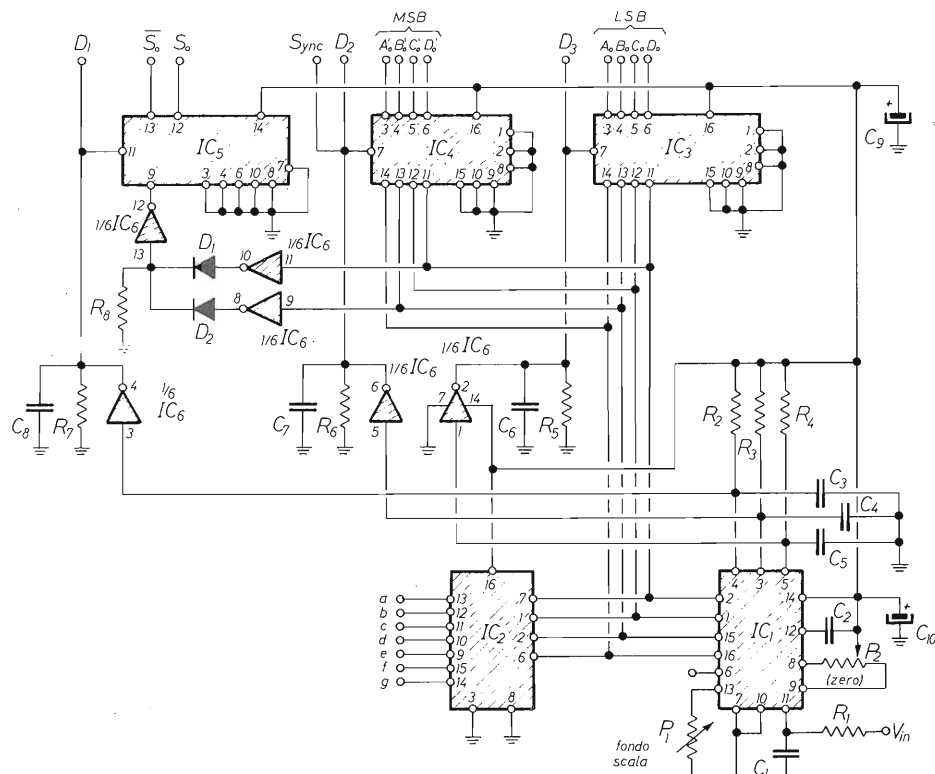 MSB LSB
D1 S̅o So Sync D2 A'o B'o C'o D'o D3 Ao Bo Co Do
13 12 14 3 4 5 6 16 3 4 5 6 16
11 IC5 7 7 IC4 1 2 8 7 IC3 1 2 8
C9 +
9 3 4 6 10 8 14 13 12 11 15 10 9 14 13 12 11 15 10 9
12 1/6 IC6
13 D1 10 1/6 IC6 11
R8 D2 8 9
1/6 IC6
1/6 IC6
4 1/6 IC6 6 1/6 IC6 7 2 14
C8 R7 3 C7 R6 5 1 C6 R5 R2 R3 R4
C3
C4
C5
16 4 3 5
a 13 7 2 14
b 12 1 1 C2 +
c 11 IC2 IC1 12 C10
d 10 2 15
e 9 6 16 8 P2
f 15 6 (zero)
g 14 13 9
3 8 7 10 11
P1 R1 Vin
fondo
scala C1